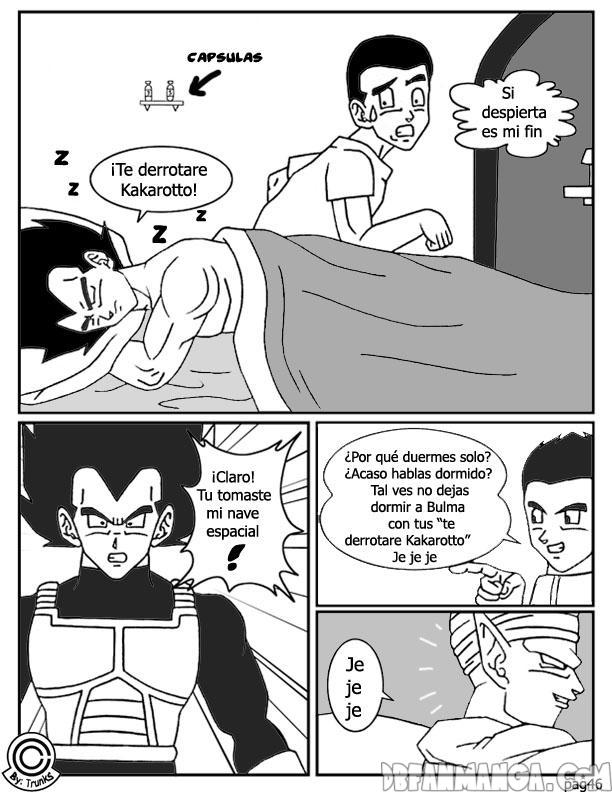 CAPSULAS
Si
despierta
es mi fin
Z
Z
Z
Z
Z
¡Te derrotare
Kakarotto!
¡Claro!
Tu tomaste
mi nave
espacial
!
¿Por qué duermes solo?
¿Acaso hablas dormido?
Tal ves no dejas
dormir a Bulma
con tus “te
derrotare Kakarotto”
Je je je
Je
je
je
By: Trunks
DBFANMANGA.COM
pag46